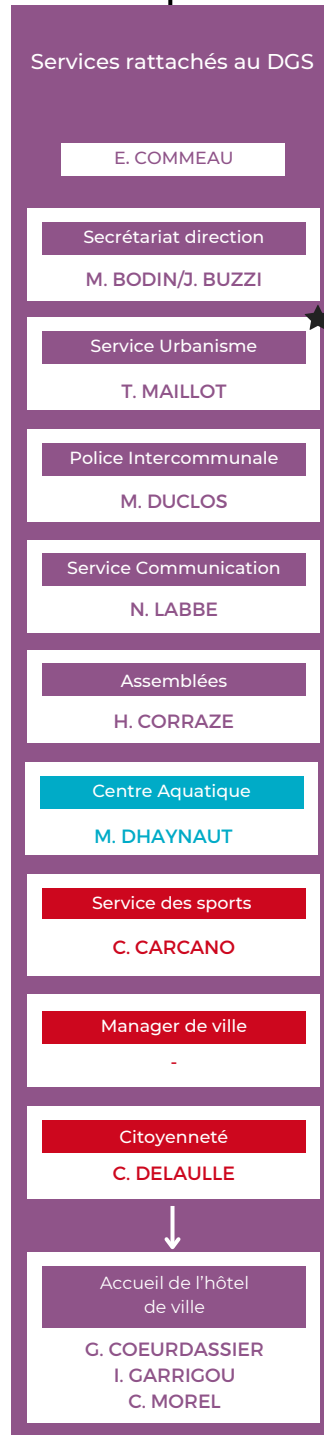 Services rattachés au DGS
E. COMMEAU
Secrétariat direction
M. BODIN/J. BUZZI
Service Urbanisme
T. MAILLOT
Police Intercommunale
M. DUCLOS
Service Communication
N. LABBE
Assemblées
H. CORRAZE
Centre Aquatique
M. DHAYNAUT
Service des sports
C. CARCANO
Manager de ville
-
Citoyenneté
C. DELAULLE
Accueil de l'hôtel
de ville
G. COEURDASSIER
I. GARRIGOU
C. MOREL